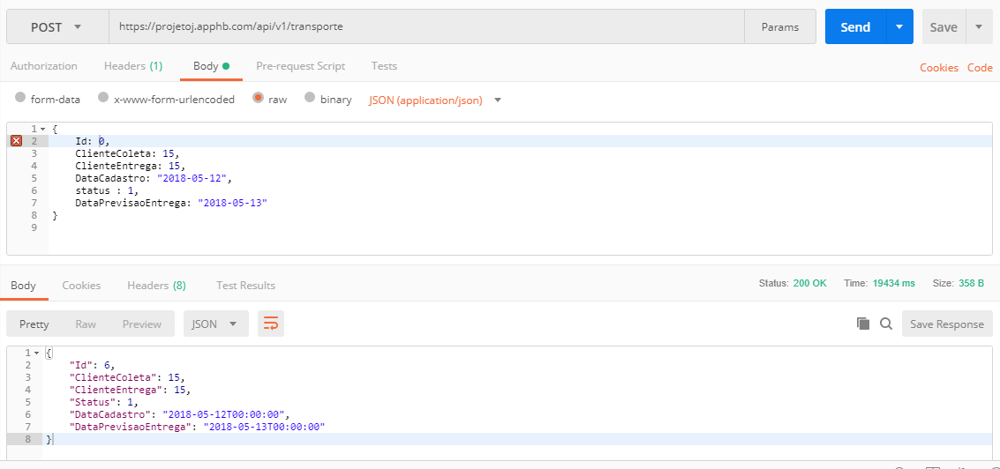 POST https://projetoj.apphb.com/api/v1/transporte Params Send Save
Authorization Headers (1) Body Pre-request Script Tests Cookies Code
form-data x-www-form-urlencoded raw binary JSON (application/json)
1 {
2 Id: 0,
3 ClienteColeta: 15,
4 ClienteEntrega: 15,
5 DataCadastro: "2018-05-12",
6 status : 1,
7 DataPrevisaoEntrega: "2018-05-13"
8 }
9
Body Cookies Headers (8) Test Results Status: 200 OK Time: 19434 ms Size: 358 B
Pretty Raw Preview JSON Save Response
1 {
2 "Id": 6,
3 "ClienteColeta": 15,
4 "ClienteEntrega": 15,
5 "Status": 1,
6 "DataCadastro": "2018-05-12T00:00:00",
7 "DataPrevisaoEntrega": "2018-05-13T00:00:00"
8 }